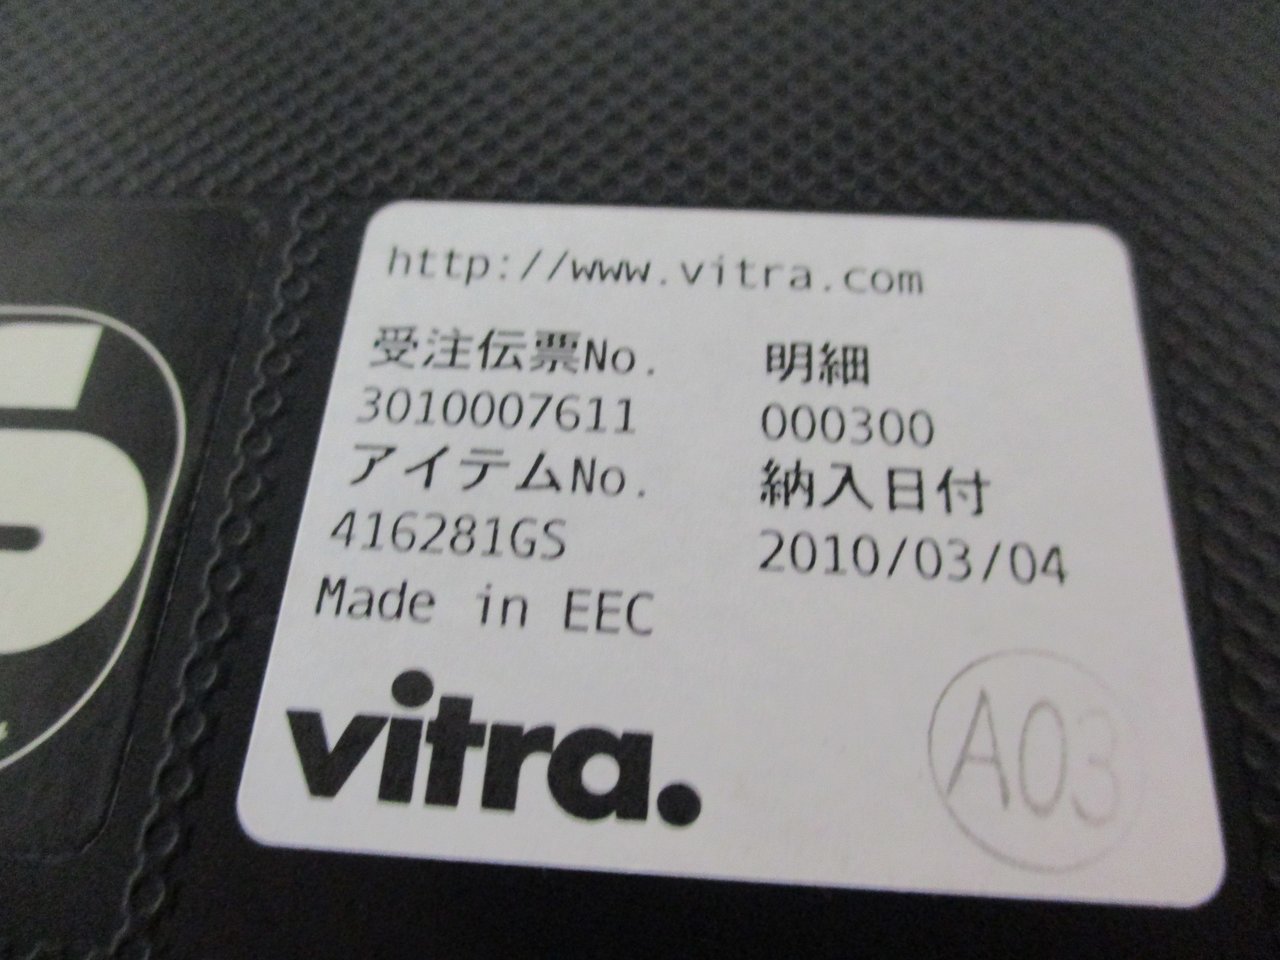 http://www.vitra.com
受注伝票No. 明細
3010007611 000300
アイテムNo. 納入日付
416281GS 2010/03/04
Made in EEC
vitra.
A03